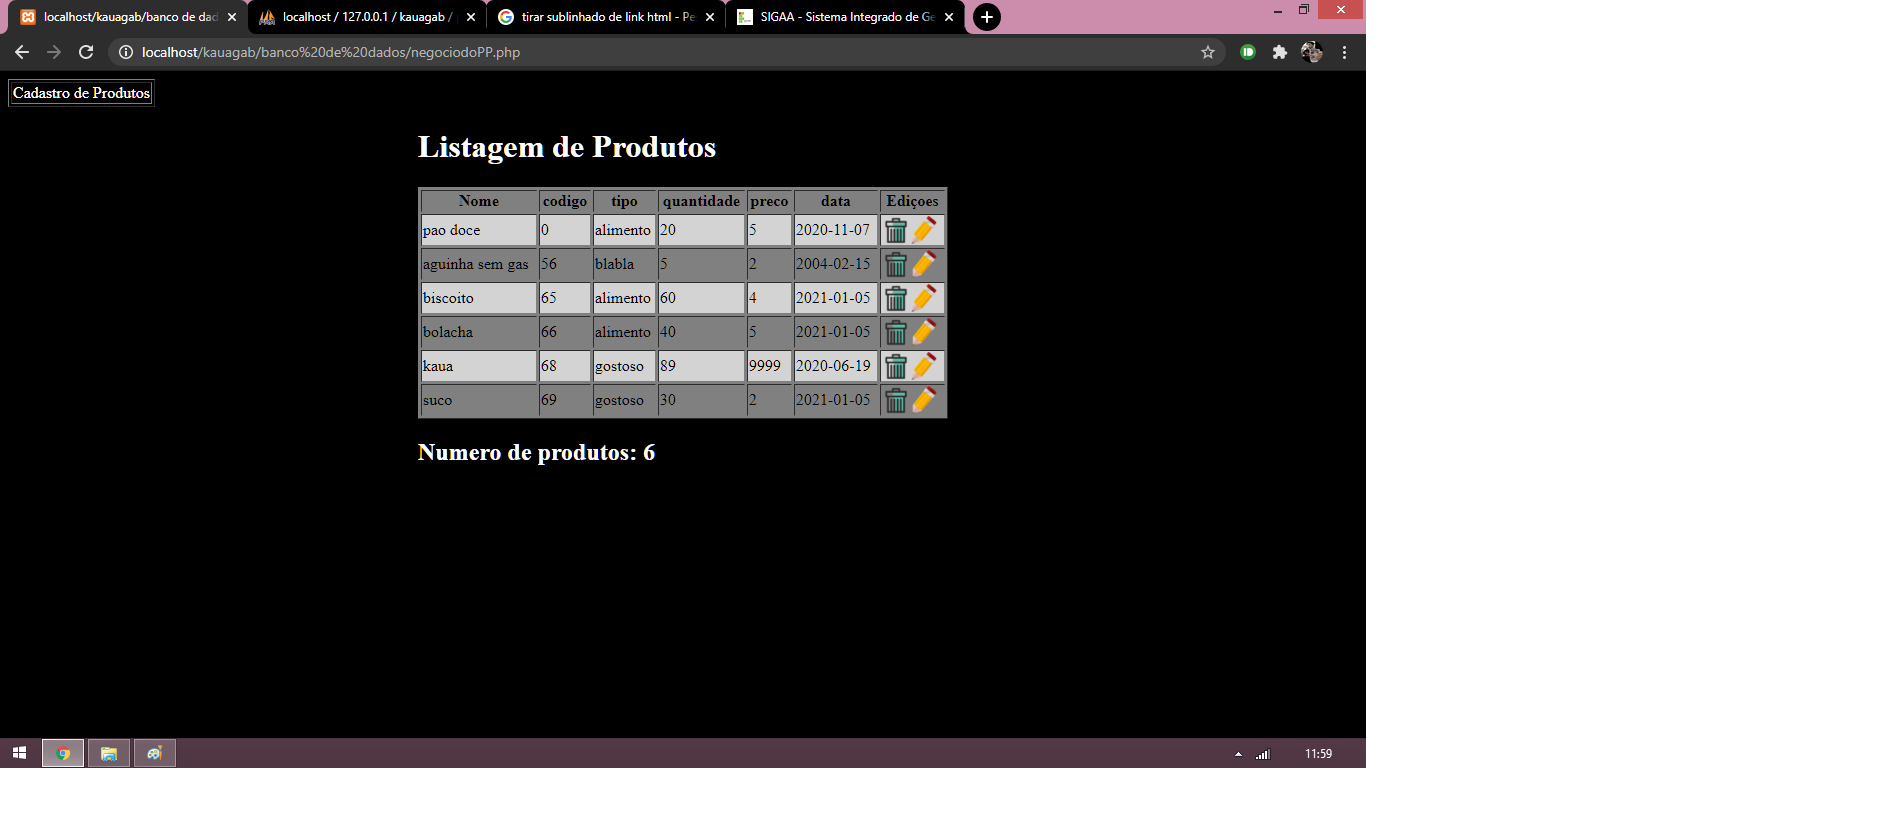 localhost/kauagab/banco de dad
localhost / 127.0.0.1 / kauagab /
tirar sublinhado de link html - Pe
SIGAA - Sistema Integrado de Ge
localhost/kauagab/banco%20de%20dados/negociodoPP.php
Cadastro de Produtos
Listagem de Produtos
Nome codigo tipo quantidade preco data Ediçoes
pao doce 0 alimento 20 5 2020-11-07
aguinha sem gas 56 blabla 5 2 2004-02-15
biscoito 65 alimento 60 4 2021-01-05
bolacha 66 alimento 40 5 2021-01-05
kaua 68 gostoso 89 9999 2020-06-19
suco 69 gostoso 30 2 2021-01-05
Numero de produtos: 6
11:59